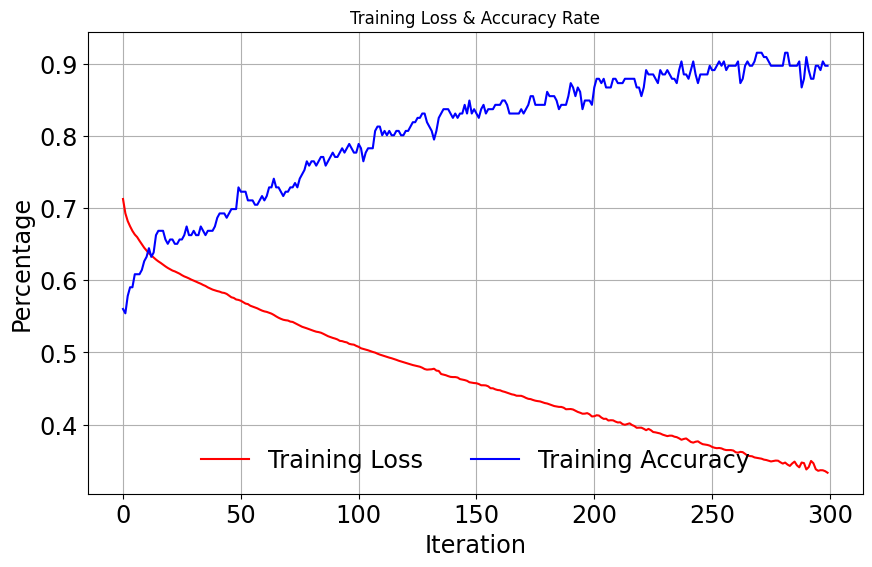 Training Loss & Accuracy Rate
0.9
0.8
0.7
0.6
0.5
0.4
Percentage
Training Loss
Training Accuracy
0
50
100
150
200
250
300
Iteration